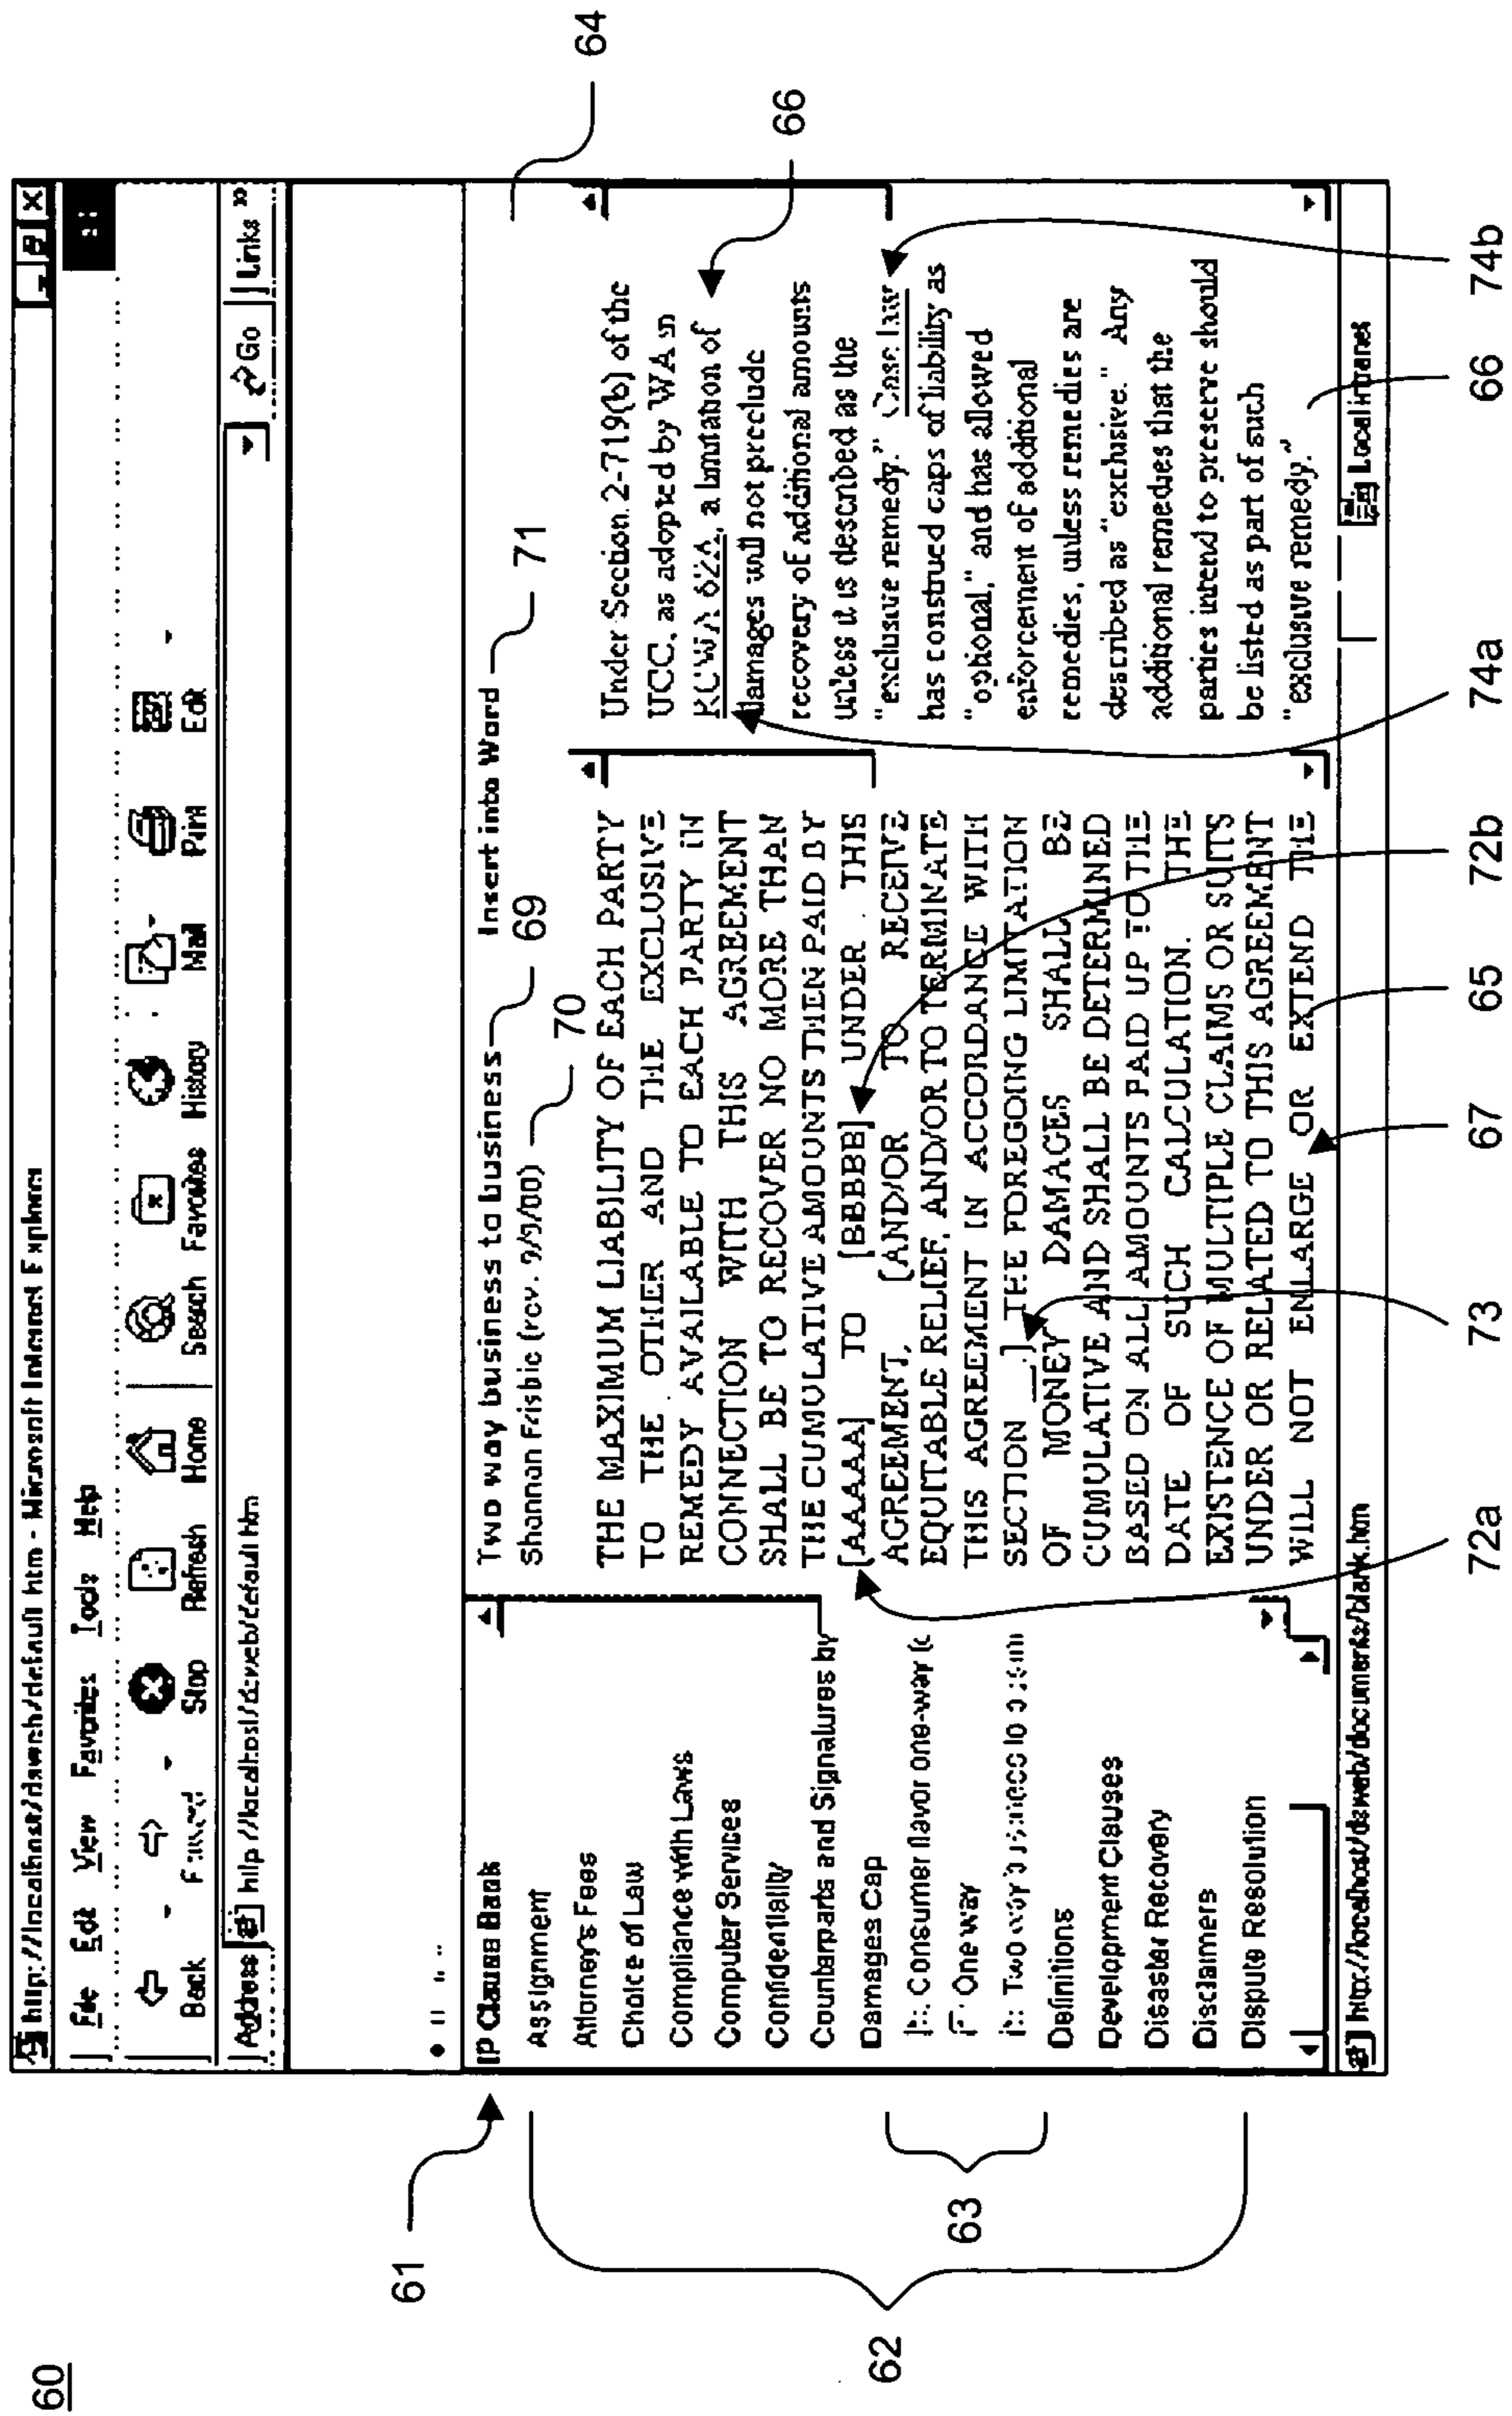 60
http://localhost/dsweb/default htm - Microsoft Internet Explorer
File Edit View Favorites Tools Help
Back Forward Stop Refresh Home Search Favorites History Mail Print Edit
Address http //localhost/dsweb/default htm Go Links »
61
62
63
IP Clause Bank
Assignment
Attorney's Fees
Choice of Law
Compliance with Laws
Computer Services
Confidentially
Counterparts and Signatures by
Damages Cap
Consumer flavor one-way (c
One way
Two way business to
Definitions
Development Clauses
Disaster Recovery
Disclaimers
Dispute Resolution
Two way business to business 69
Insert into Word 71
64
Shannan Frisbie (rev. 9/9/00) 70
THE MAXIMUM LIABILITY OF EACH PARTY
TO THE OTHER AND THE EXCLUSIVE
REMEDY AVAILABLE TO EACH PARTY IN
CONNECTION WITH THIS AGREEMENT
SHALL BE TO RECOVER NO MORE THAN
THE CUMULATIVE AMOUNTS THEN PAID BY
[AAAAA] TO [BBBBB] UNDER THIS
AGREEMENT, [AND/OR TO RECEIVE
EQUITABLE RELIEF, AND/OR TO TERMINATE
THIS AGREEMENT IN ACCORDANCE WITH
SECTION __.] THE FOREGOING LIMITATION
OF MONEY DAMAGES SHALL BE
CUMULATIVE AND SHALL BE DETERMINED
BASED ON ALL AMOUNTS PAID UP TO THE
DATE OF SUCH CALCULATION. THE
EXISTENCE OF MULTIPLE CLAIMS OR SUITS
UNDER OR RELATED TO THIS AGREEMENT
WILL NOT ENLARGE OR EXTEND THE
Under Section 2-719(b) of the
UCC, as adopted by WA in
RCWA 62A, a limitation of
damages will not preclude
recovery of additional amounts
unless it is described as the
"exclusive remedy." Case law
has construed caps of liability as
"optional," and has allowed
enforcement of additional
remedies, unless remedies are
described as "exclusive." Any
additional remedies that the
parties intend to preserve should
be listed as part of such
"exclusive remedy."
66
http://localhost/dsweb/documents/blank.htm
Local intranet
72a 73 67 65 72b 74a 66 74b